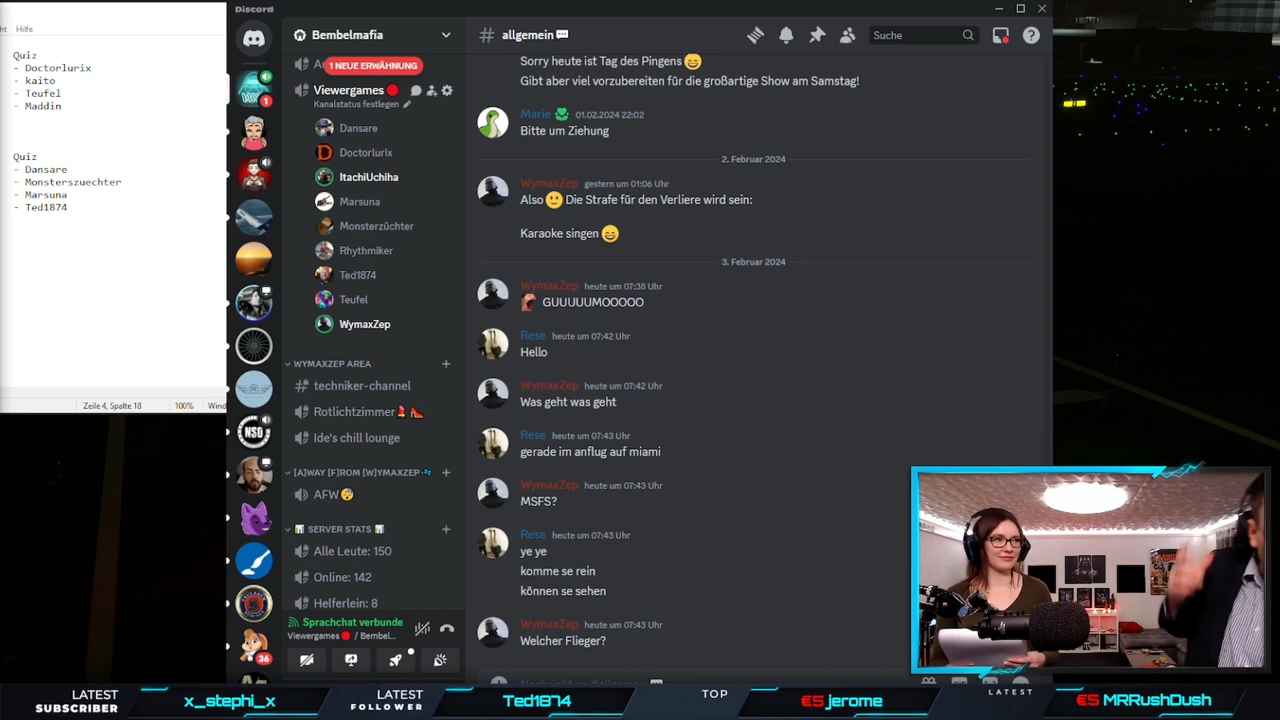 Hilfe
Quiz
- Doctorlurix
- kaito
- Teufel
- Maddin
Quiz
- Dansare
- Monsterszuechter
- Marsuna
- Ted1874
Zeile 4, Spalte 18
100%
Wind
Discord
Bembelmafia
1 NEUE ERWÄHNUNG
Viewergames
Kanalstatus festlegen
Dansare
Doctorlurix
ItachiUchiha
Marsuna
Monsterzüchter
Rhythmiker
Ted1874
Teufel
WymaxZep
WYMAXZEP AREA
techniker-channel
Rotlichtzimmer
Ide's chill lounge
[A]WAY [F]ROM [W]YMAXZEP
AFW
SERVER STATS
Alle Leute: 150
Online: 142
Helferlein: 8
Sprachchat verbunde
Viewergames / Bembel...
1
36
NSG
# allgemein
Suche
Sorry heute ist Tag des Pingens
Gibt aber viel vorzubereiten für die großartige Show am Samstag!
Marie 01.02.2024 22:02
Bitte um Ziehung
2. Februar 2024
WymaxZep gestern um 01:06 Uhr
Also Die Strafe für den Verliere wird sein:
Karaoke singen
3. Februar 2024
WymaxZep heute um 07:38 Uhr
GUUUUUMOOOOO
Rese heute um 07:42 Uhr
Hello
WymaxZep heute um 07:42 Uhr
Was geht was geht
Rese heute um 07:43 Uhr
gerade im anflug auf miami
WymaxZep heute um 07:43 Uhr
MSFS?
Rese heute um 07:43 Uhr
ye ye
komme se rein
können se sehen
WymaxZep heute um 07:43 Uhr
Welcher Flieger?
LATEST SUBSCRIBER
x_stephi_x
LATEST FOLLOWER
Ted1874
TOP
€5 jerome
LATEST
€5 MRRushDush